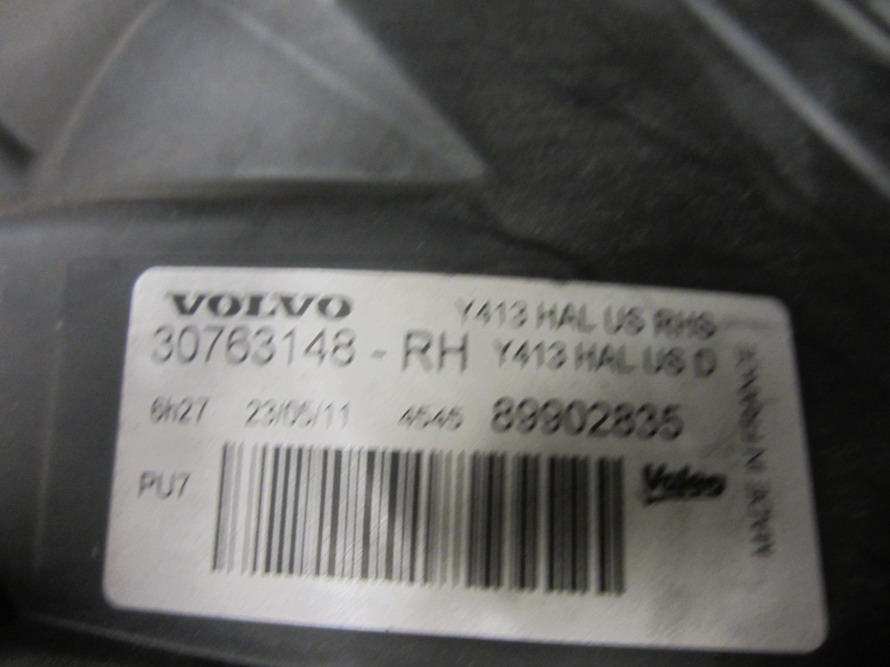 VOLVO Y413 HAL US RHS
30763148 - RH Y413 HAL US D
6h27 23/05/11 4545 89902835
PU7
Valeo
MADE IN FRANCE